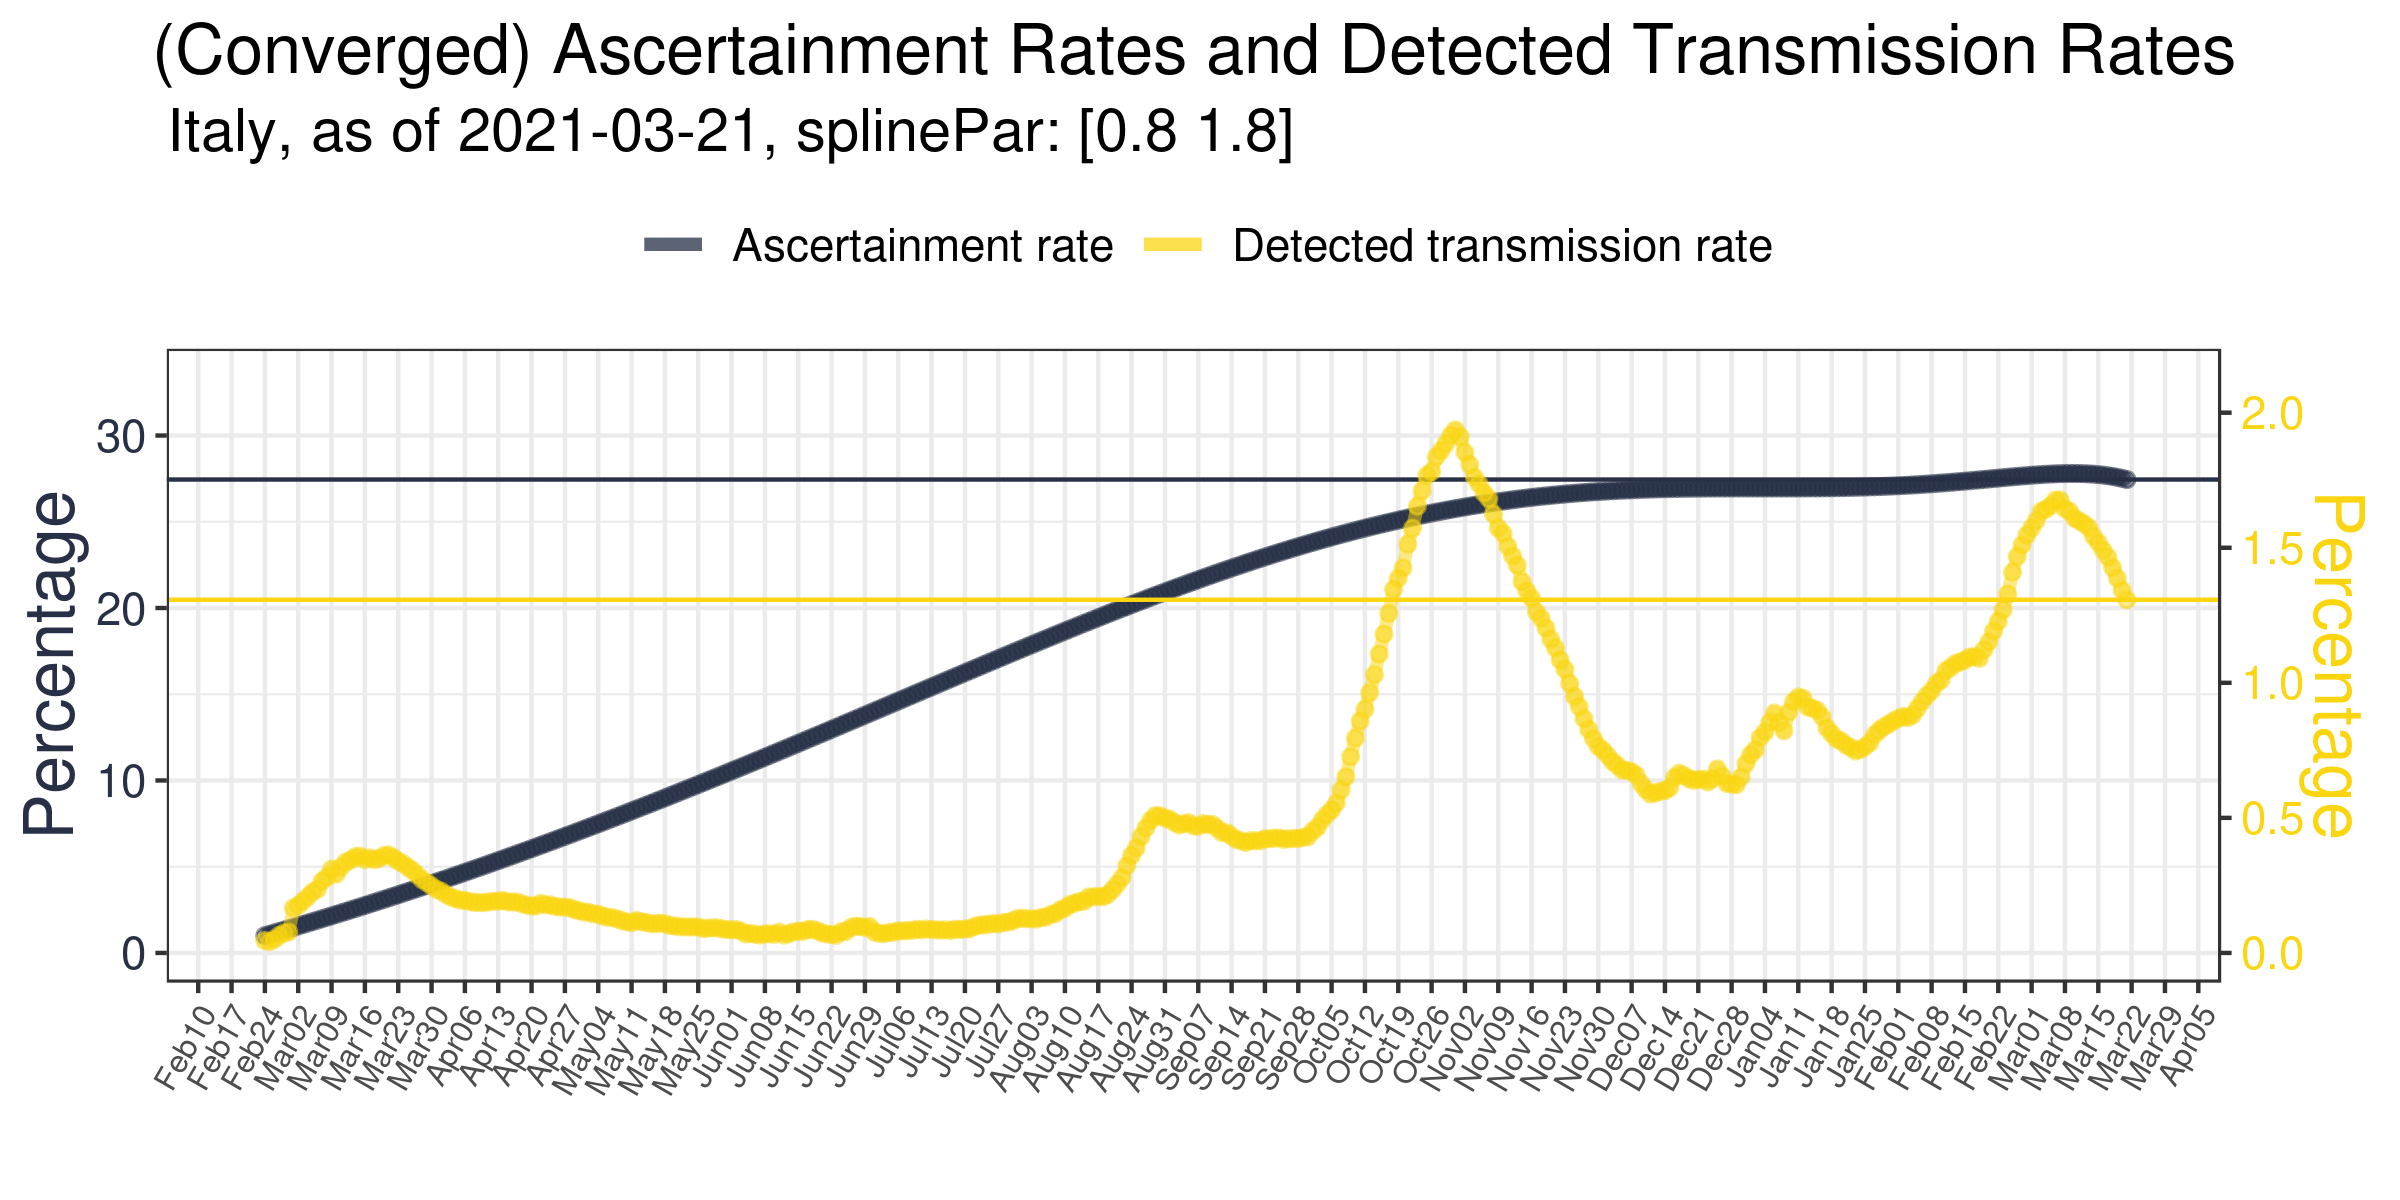 (Converged) Ascertainment Rates and Detected Transmission Rates
Italy, as of 2021-03-21, splinePar: [0.8 1.8]
Ascertainment rate Detected transmission rate
Percentage
30
20
10
0
2.0
1.5
1.0
0.5
0.0
Percentage
Feb10
Feb17
Feb24
Mar02
Mar09
Mar16
Mar23
Mar30
Apr06
Apr13
Apr20
Apr27
May04
May11
May18
May25
Jun01
Jun08
Jun15
Jun22
Jun29
Jul06
Jul13
Jul20
Jul27
Aug03
Aug10
Aug17
Aug24
Aug31
Sep07
Sep14
Sep21
Sep28
Oct05
Oct12
Oct19
Oct26
Nov02
Nov09
Nov16
Nov23
Nov30
Dec07
Dec14
Dec21
Dec28
Jan04
Jan11
Jan18
Jan25
Feb01
Feb08
Feb15
Feb22
Mar01
Mar08
Mar15
Mar22
Mar29
Apr05